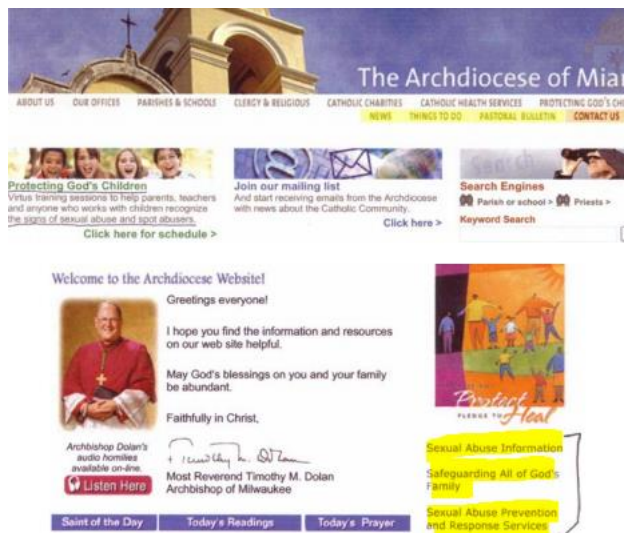 The Archdiocese of Miam
ABOUT US OUR OFFICES PARISHES & SCHOOLS CLERGY & RELIGIOUS CATHOLIC CHARITIES CATHOLIC HEALTH SERVICES PROTECTING GOD'S CH
NEWS THINGS TO DO PASTORAL BULLETIN CONTACT US
Protecting God's Children
Virtus training sessions to help parents, teachers
and anyone who works with children recognize
the signs of sexual abuse and spot abusers.
Click here for schedule >
Join our mailing list
And start receiving emails from the Archdiocese
with news about the Catholic Community.
Click here >
Search
Search Engines
Parish or school > Priests >
Keyword Search
Welcome to the Archdiocese Website!
Greetings everyone!
I hope you find the information and resources
on our web site helpful.
May God's blessings on you and your family
be abundant.
Faithfully in Christ,
+ Timothy M. Dolan
Most Reverend Timothy M. Dolan
Archbishop of Milwaukee
Archbishop Dolan's
audio homilies
available on-line.
Listen Here
Protect
PLEDGE TO Heal
Sexual Abuse Information
Safeguarding All of God's
Family
Sexual Abuse Prevention
and Response Services
Saint of the Day Today's Readings Today's Prayer